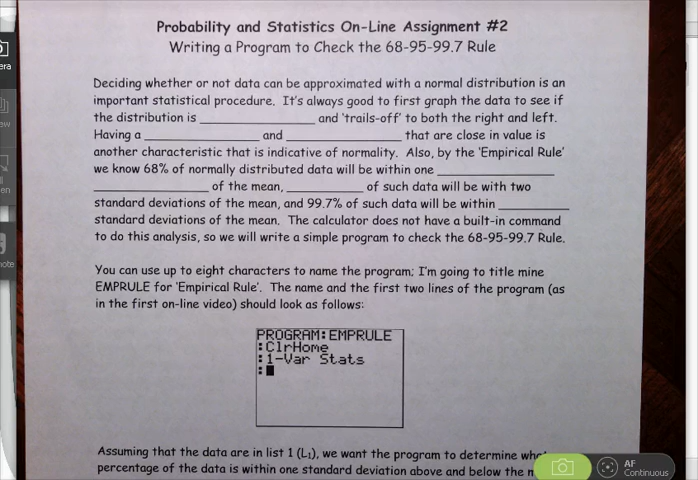 Probability and Statistics On-Line Assignment #2
Writing a Program to Check the 68-95-99.7 Rule
Deciding whether or not data can be approximated with a normal distribution is an
important statistical procedure. It's always good to first graph the data to see if
the distribution is _________________ and 'trails-off' to both the right and left.
Having a _________________ and _________________ that are close in value is
another characteristic that is indicative of normality. Also, by the 'Empirical Rule'
we know 68% of normally distributed data will be within one _________________
_________________ of the mean, ___________ of such data will be with two
standard deviations of the mean, and 99.7% of such data will be within __________
standard deviations of the mean. The calculator does not have a built-in command
to do this analysis, so we will write a simple program to check the 68-95-99.7 Rule.
You can use up to eight characters to name the program; I'm going to title mine
EMPRULE for 'Empirical Rule'. The name and the first two lines of the program (as
in the first on-line video) should look as follows:
PROGRAM:EMPRULE
:ClrHome
:1-Var Stats
:
Assuming that the data are in list 1 (L₁), we want the program to determine
percentage of the data is within one standard deviation above and below the
AF
Continuous